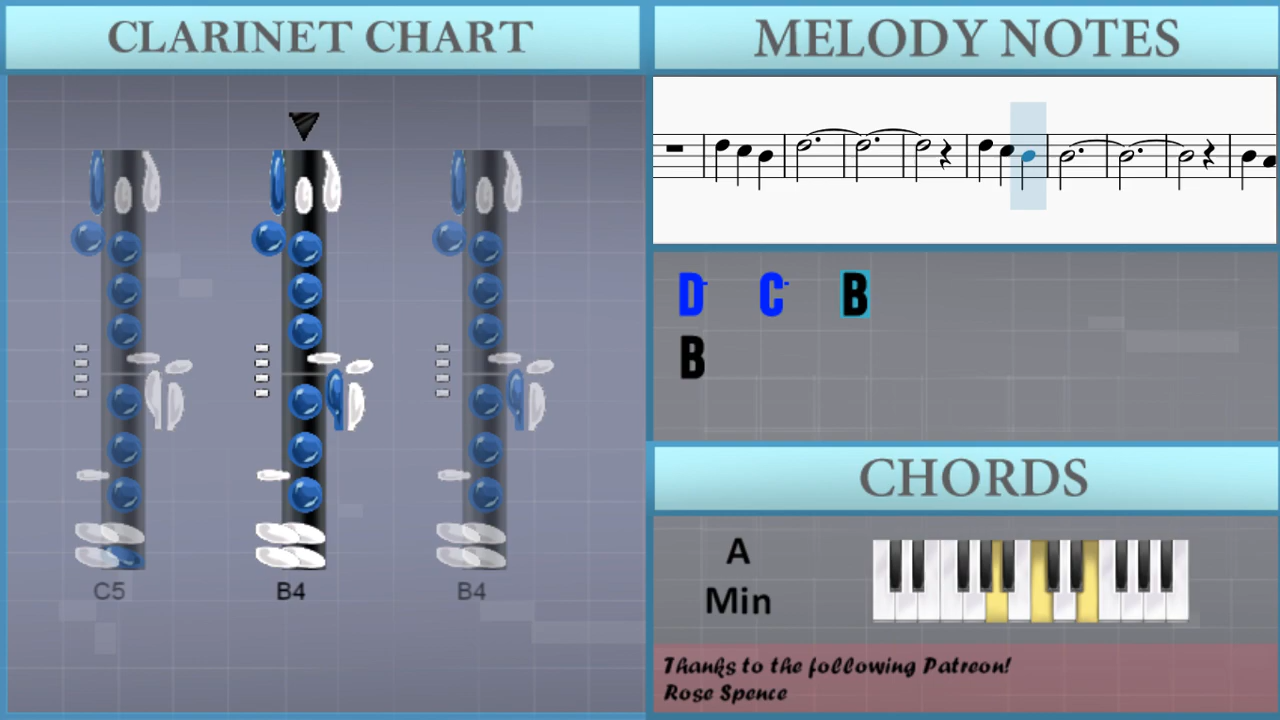 CLARINET CHART
C5
B4
B4
MELODY NOTES
D- C- B
B
CHORDS
A
Min
Thanks to the following Patreon!
Rose Spence